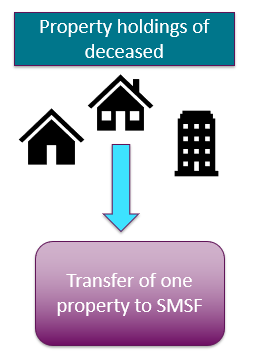 Property holdings of
deceased
Transfer of one
property to SMSF